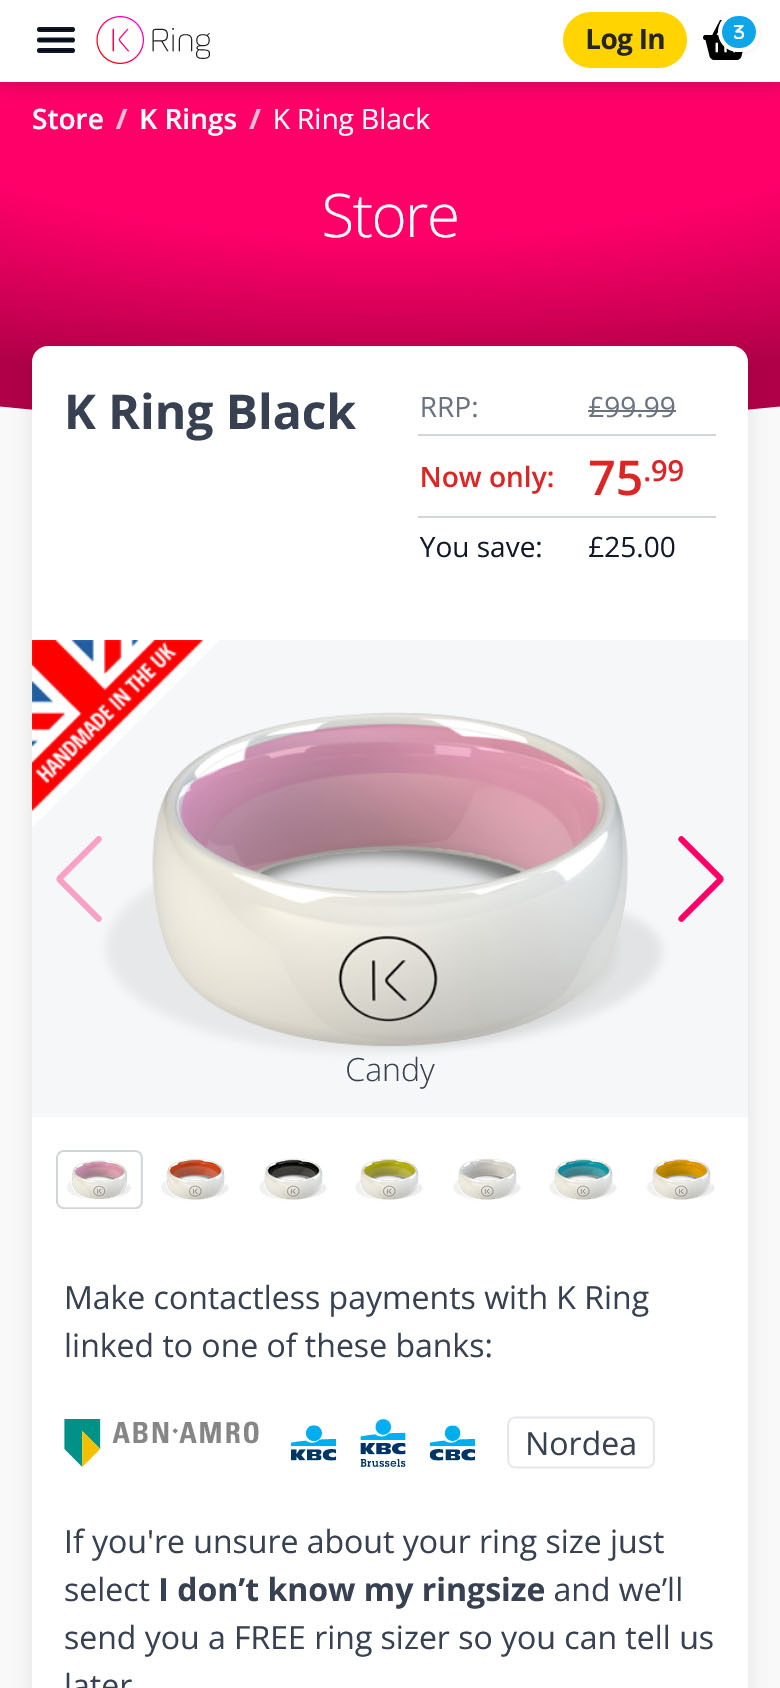 K Ring
Log In
3
Store / K Rings / K Ring Black
Store
K Ring Black
RRP: £99.99
Now only: 75.99
You save: £25.00
HANDMADE IN THE UK
K
Candy
Make contactless payments with K Ring
linked to one of these banks:
ABN·AMRO
KBC
KBC
Brussels
CBC
Nordea
If you're unsure about your ring size just
select I don’t know my ringsize and we’ll
send you a FREE ring sizer so you can tell us
later